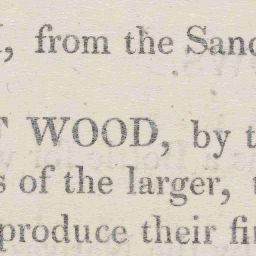 , from the Sand
T WOOD, by t
s of the larger,
produce their fi